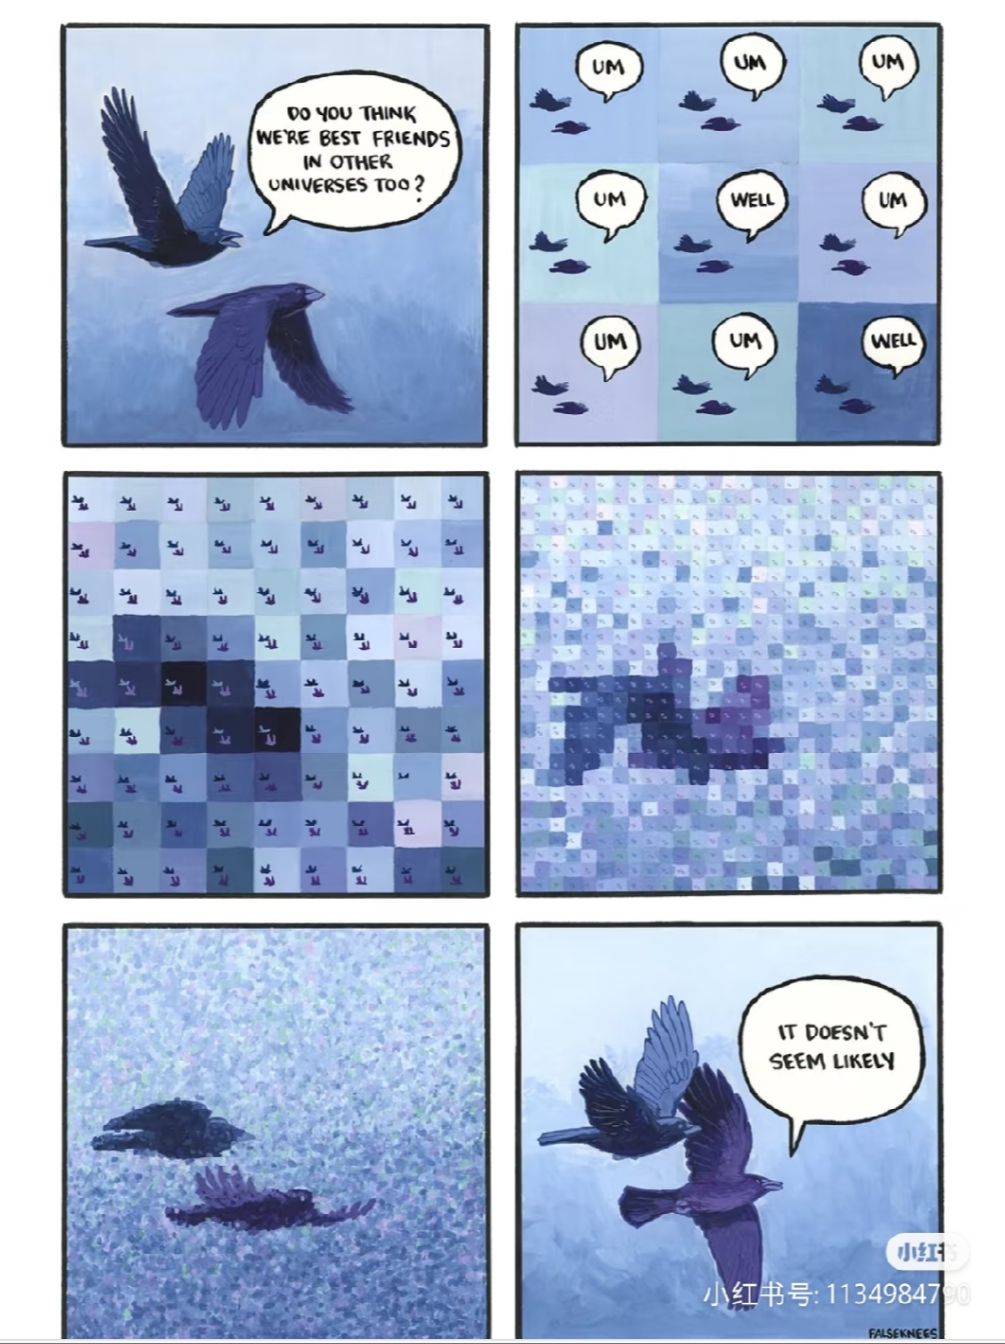 DO YOU THINK
WE'RE BEST FRIENDS
IN OTHER
UNIVERSES TOO?
UM
UM
UM
UM
WELL
UM
UM
UM
WELL
IT DOESN'T
SEEM LIKELY
小红书
小红书号: 1134984790
FALSEKNEES